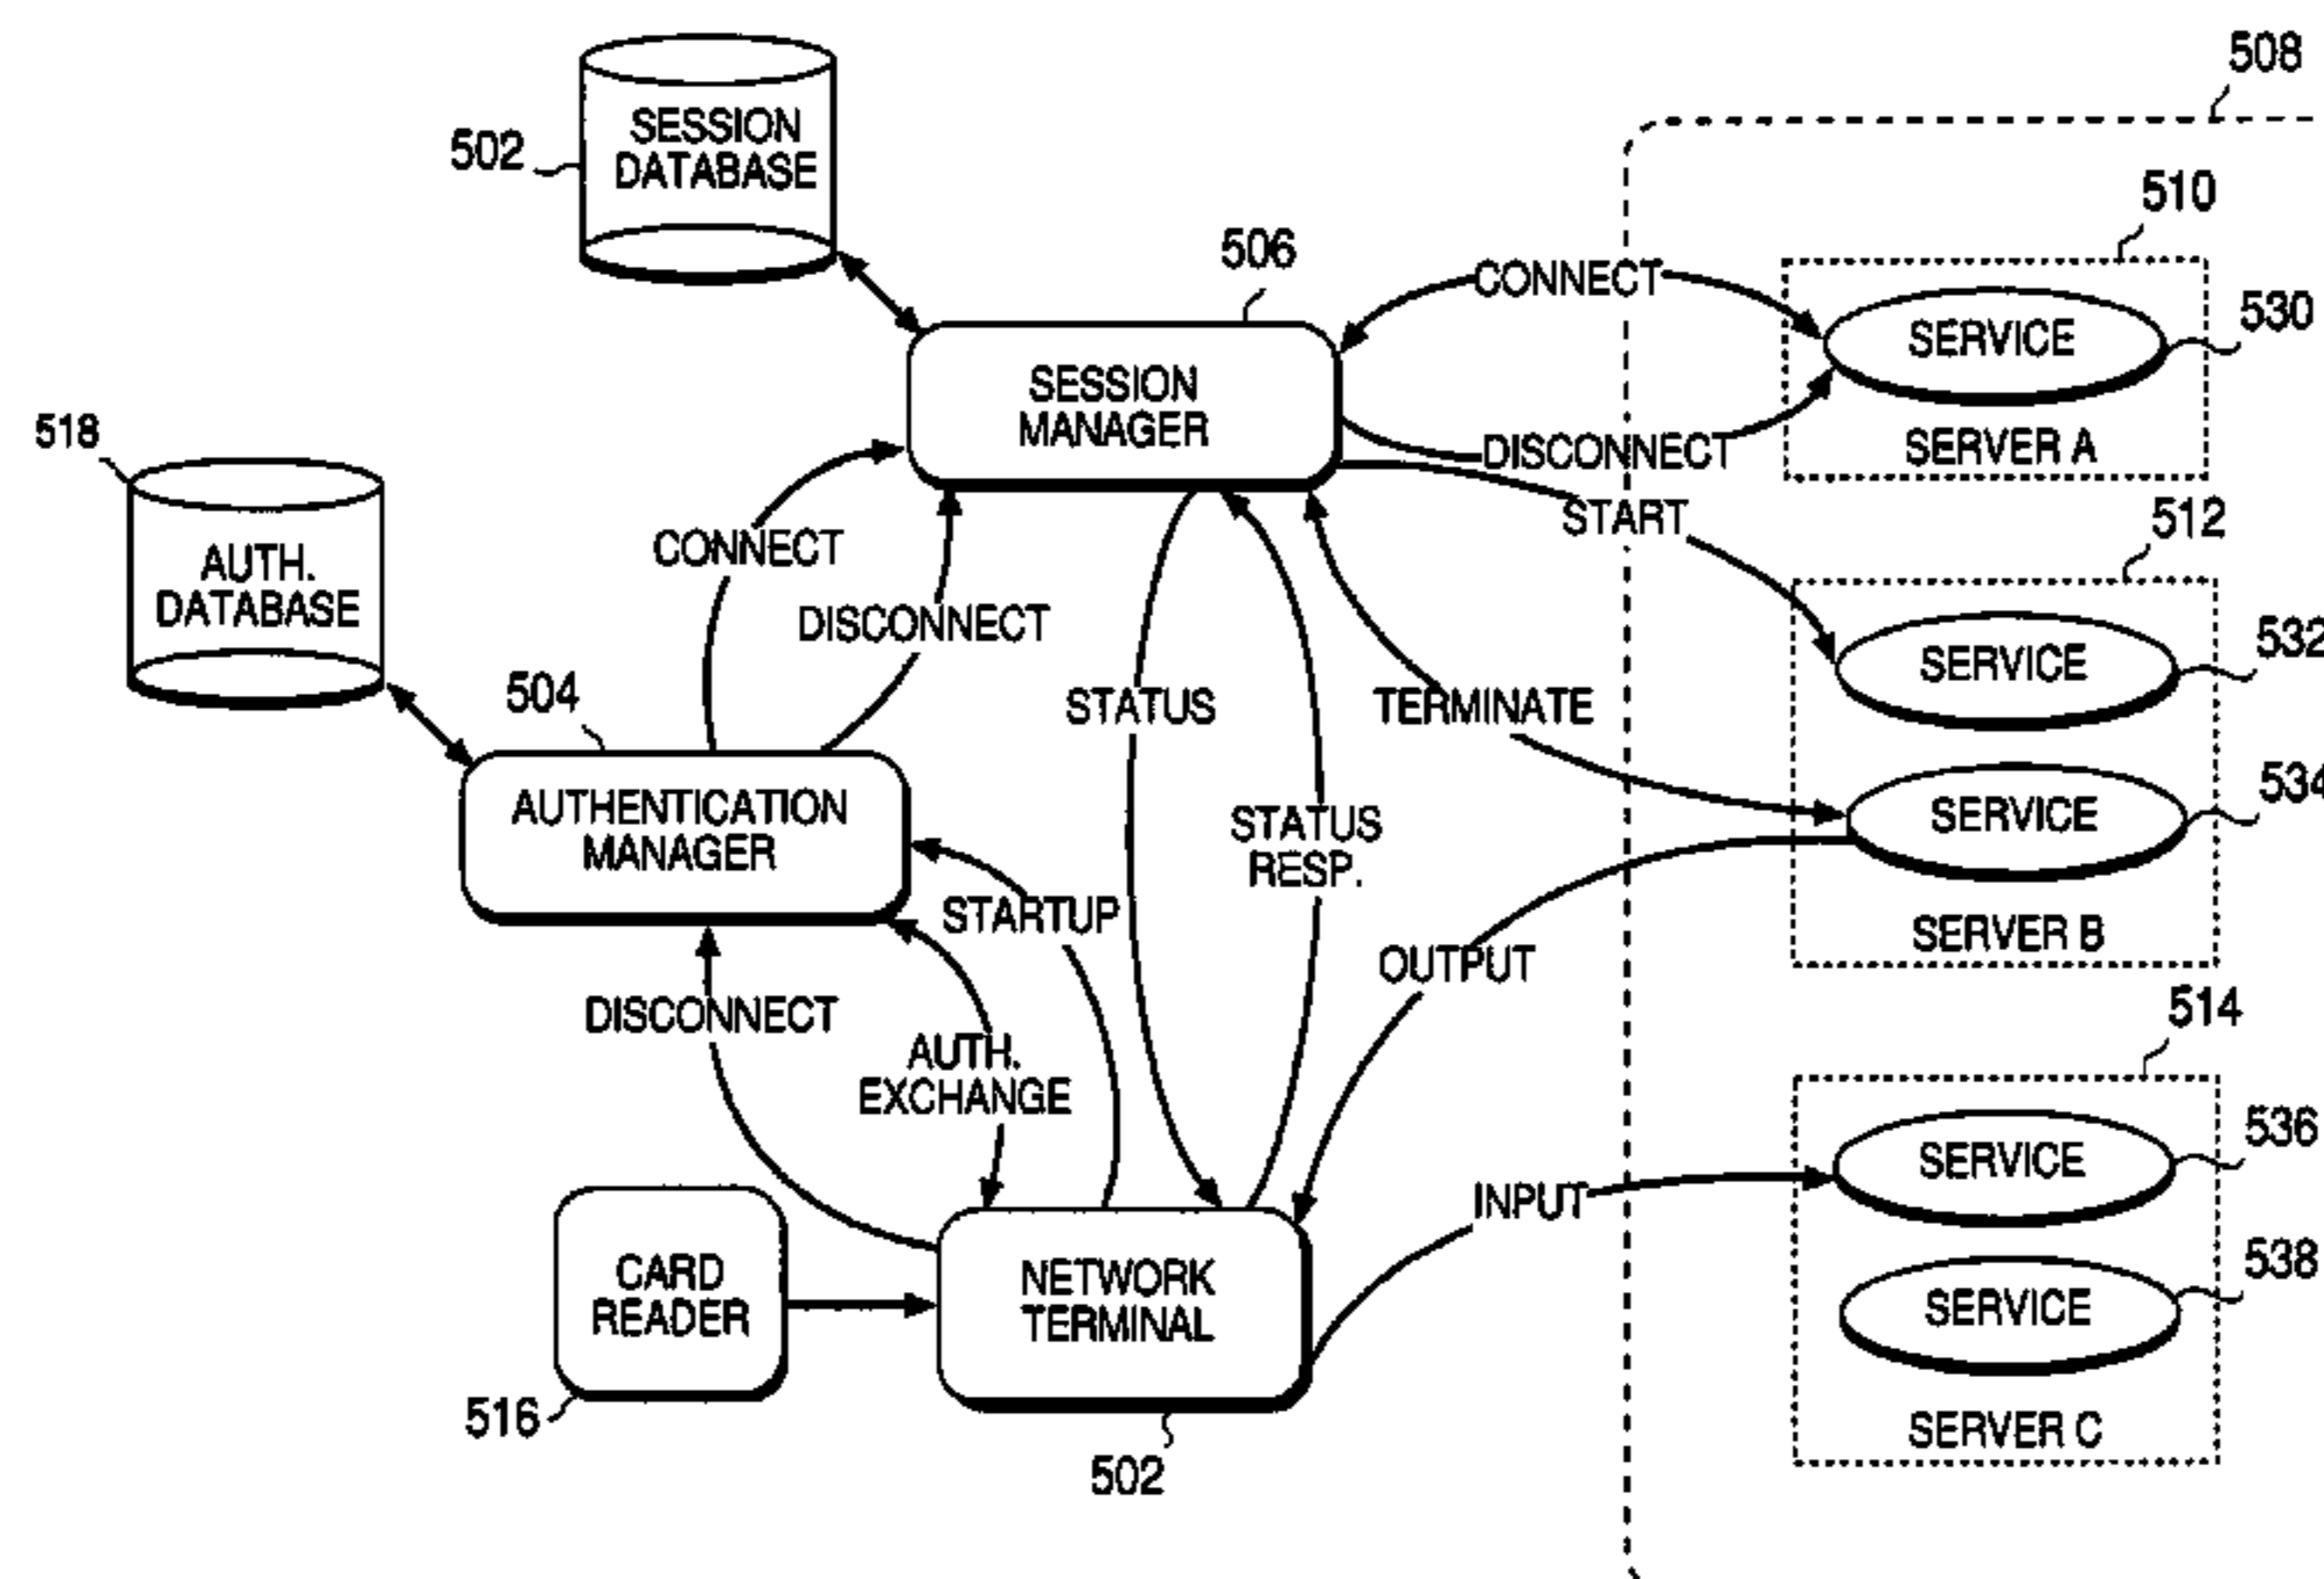 508
SESSION
DATABASE
502
510
506
CONNECT
530
SERVICE
SESSION
MANAGER
518
DISCONNECT
SERVER A
START
512
CONNECT
AUTH.
DATABASE
DISCONNECT
532
SERVICE
504
STATUS
TERMINATE
534
SERVICE
AUTHENTICATION
MANAGER
STATUS
RESP.
STARTUP
SERVER B
OUTPUT
DISCONNECT
514
AUTH.
EXCHANGE
536
SERVICE
INPUT
CARD
READER
NETWORK
TERMINAL
538
SERVICE
516
SERVER C
502